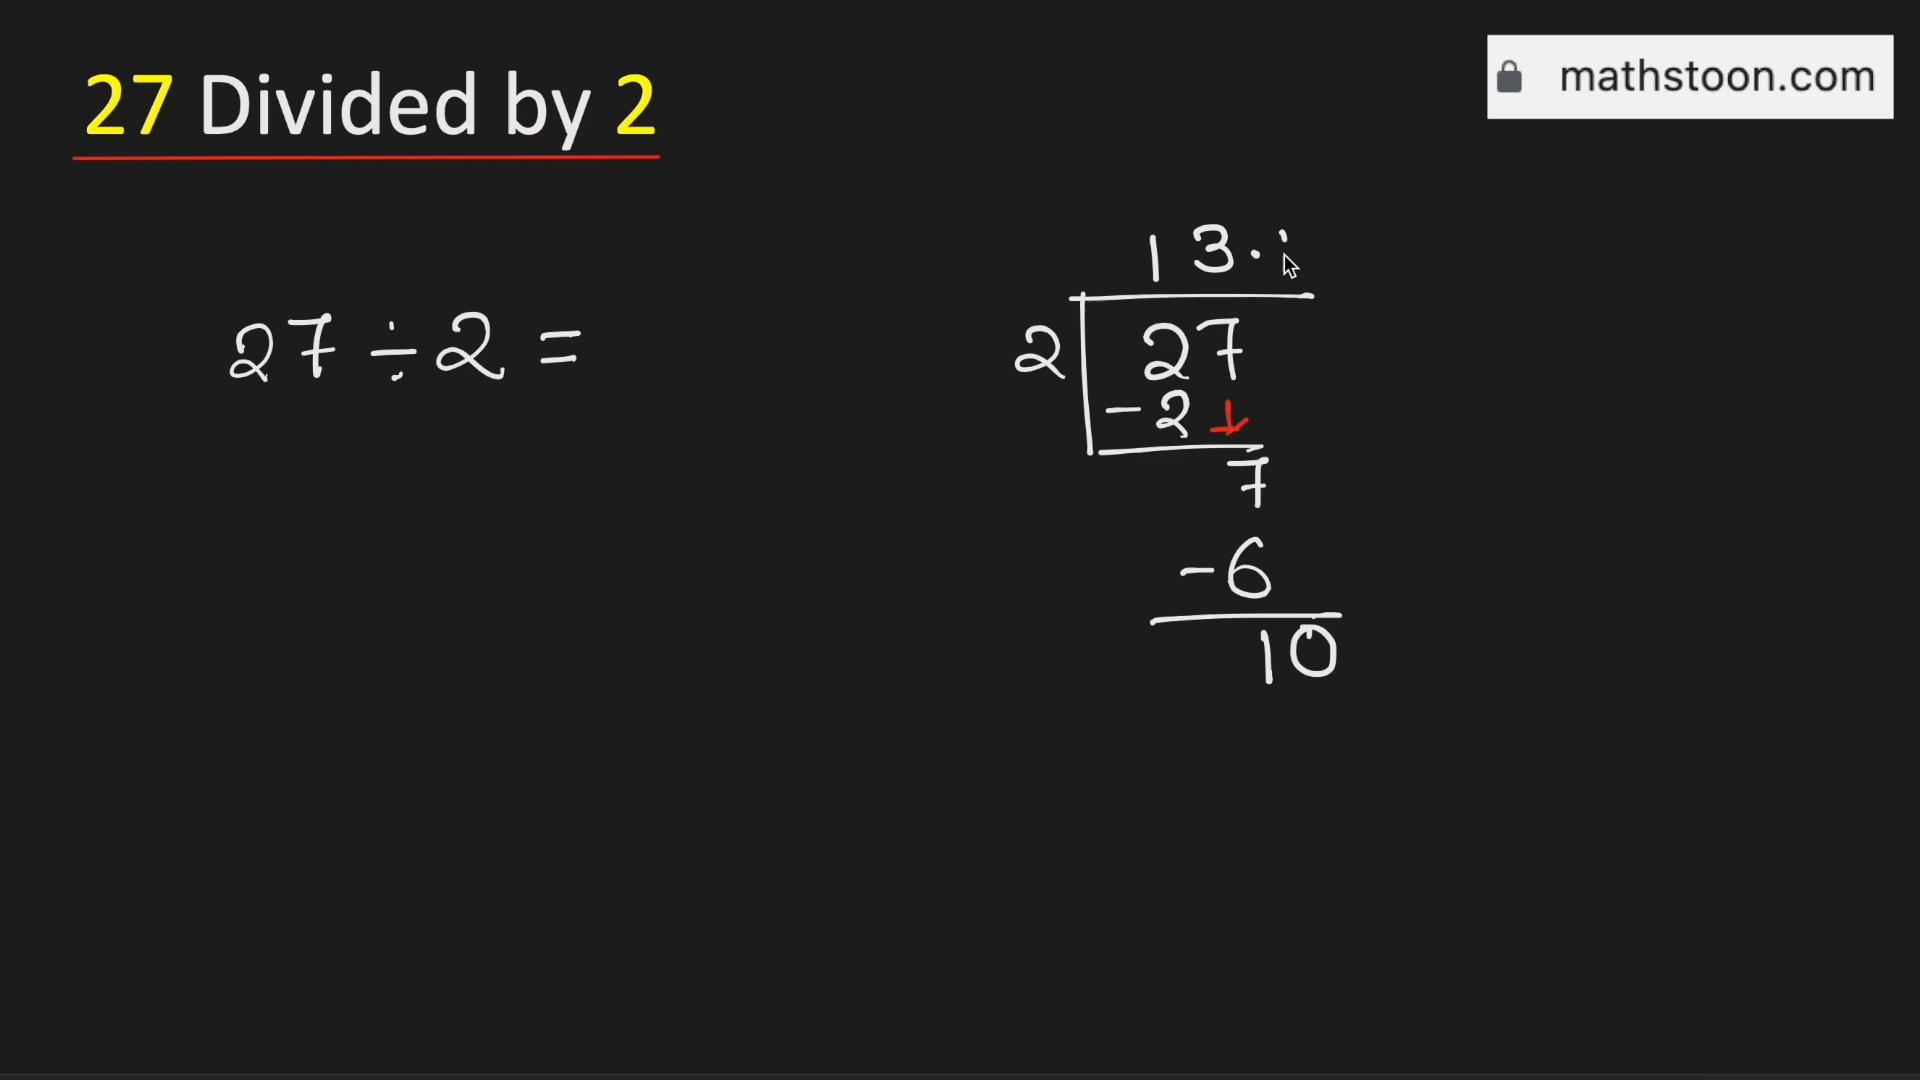 27 Divided by 2
mathstoon.com
27 ÷ 2 =
13.
2 27
- 2
7
- 6
10